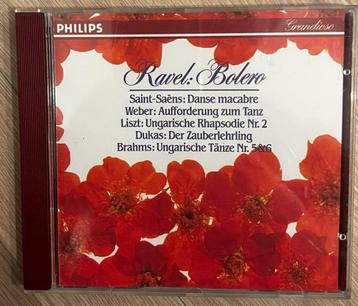 PHILIPS
Grandioso
Ravel: Bolero
Saint-Saëns: Danse macabre
Weber: Aufforderung zum Tanz
Liszt: Ungarische Rhapsodie Nr. 2
Dukas: Der Zauberlehrling
Brahms: Ungarische Tänze Nr. 5&6